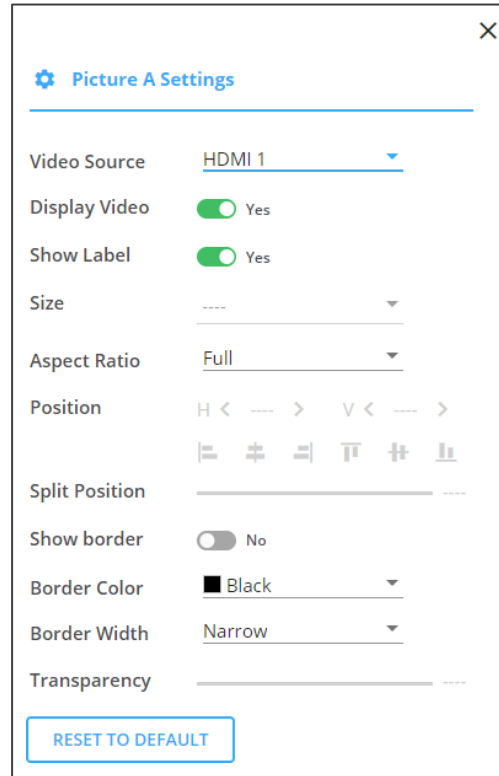 Picture A Settings
Video Source HDMI 1
Display Video Yes
Show Label Yes
Size ----
Aspect Ratio Full
Position H < ---- > V < ---- >
Split Position ----
Show border No
Border Color Black
Border Width Narrow
Transparency ----
RESET TO DEFAULT